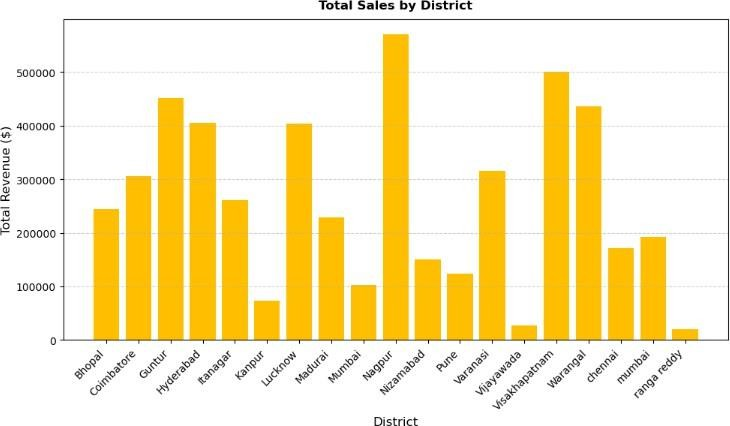 Total Sales by District
Total Revenue ($)
500000
400000
300000
200000
100000
0
Bhopal
Coimbatore
Guntur
Hyderabad
Itanagar
Kanpur
Lucknow
Madurai
Mumbai
Nagpur
Nizamabad
Pune
Varanasi
Vijayawada
Visakhapatnam
Warangal
chennai
mumbai
ranga reddy
District